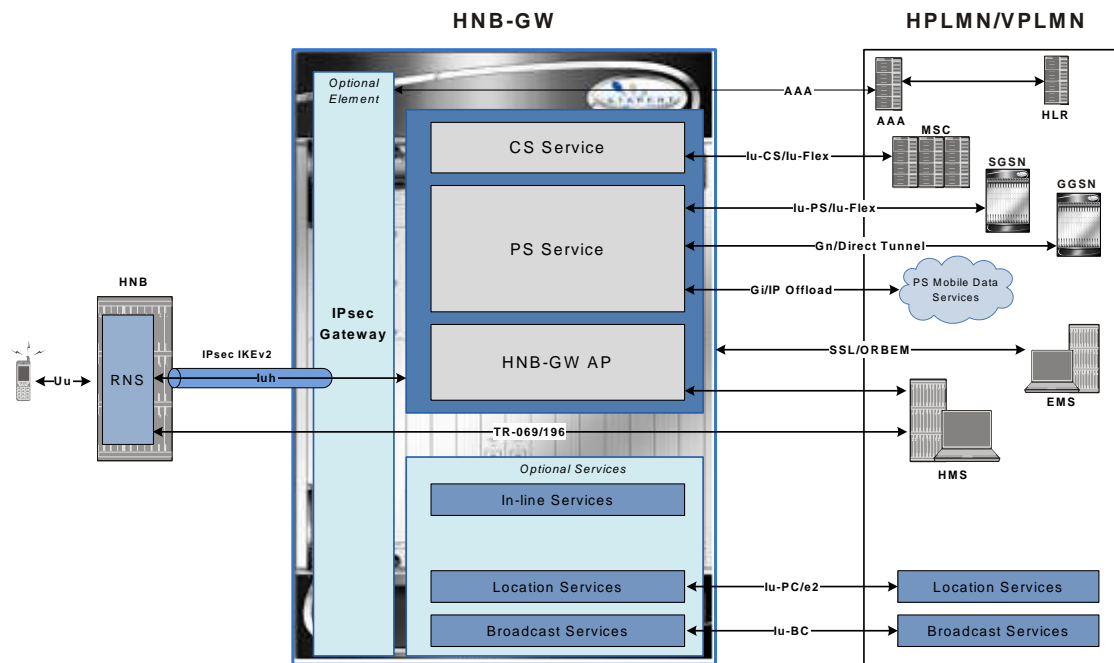 HNB-GW
HPLMN/VPLMN
Optional
Element
STARENT
AAA
AAA
HLR
MSC
CS Service
Iu-CS/Iu-Flex
SGSN
GGSN
Iu-PS/Iu-Flex
PS Service
Gn/Direct Tunnel
HNB
Gi/IP Offload
PS Mobile Data
Services
IPsec
Gateway
IPsec IKEv2
HNB-GW AP
SSL/ORBEM
Uu
RNS
Iuh
EMS
TR-069/196
HMS
Optional Services
In-line Services
Location Services
Iu-PC/e2
Location Services
Broadcast Services
Iu-BC
Broadcast Services